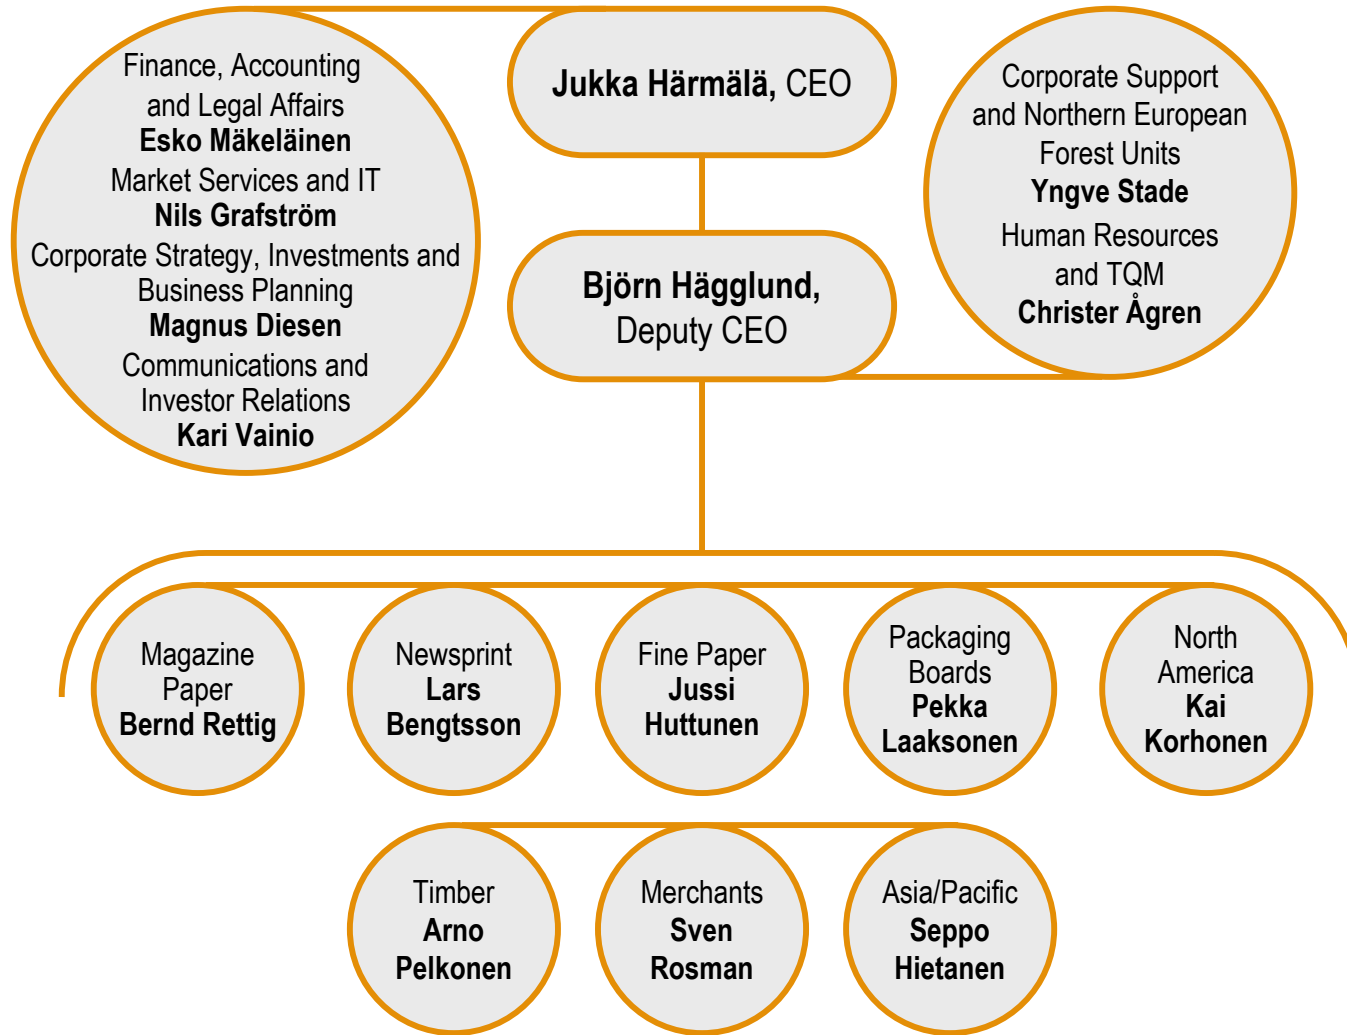 Finance, Accounting
and Legal Affairs
Esko Mäkeläinen
Market Services and IT
Nils Grafström
Corporate Strategy, Investments and
Business Planning
Magnus Diesen
Communications and
Investor Relations
Kari Vainio
Jukka Härmälä, CEO
Björn Hägglund,
Deputy CEO
Corporate Support
and Northern European
Forest Units
Yngve Stade
Human Resources
and TQM
Christer Ågren
Magazine
Paper
Bernd Rettig
Newsprint
Lars
Bengtsson
Fine Paper
Jussi
Huttunen
Packaging
Boards
Pekka
Laaksonen
North
America
Kai
Korhonen
Timber
Arno
Pelkonen
Merchants
Sven
Rosman
Asia/Pacific
Seppo
Hietanen